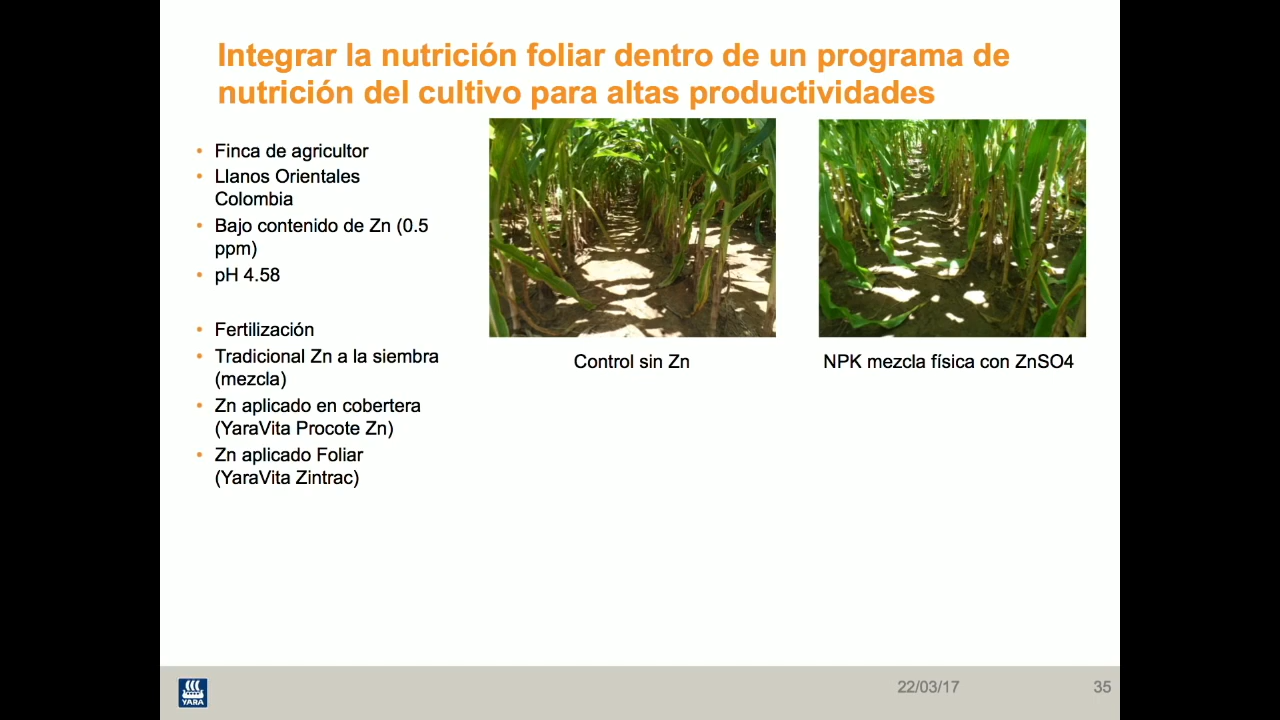 Integrar la nutrición foliar dentro de un programa de
nutrición del cultivo para altas productividades
• Finca de agricultor
• Llanos Orientales
Colombia
• Bajo contenido de Zn (0.5
ppm)
• pH 4.58
• Fertilización
• Tradicional Zn a la siembra
(mezcla)
• Zn aplicado en cobertera
(YaraVita Procote Zn)
• Zn aplicado Foliar
(YaraVita Zintrac)
Control sin Zn
NPK mezcla física con ZnSO4
YARA
22/03/17
35